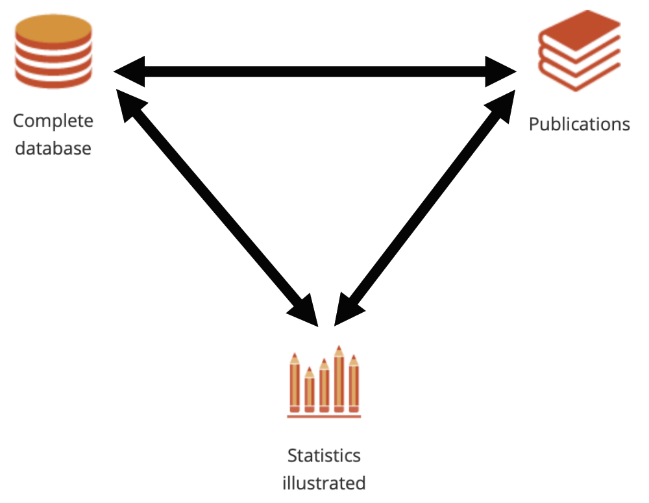 Complete
database
Publications
Statistics
illustrated